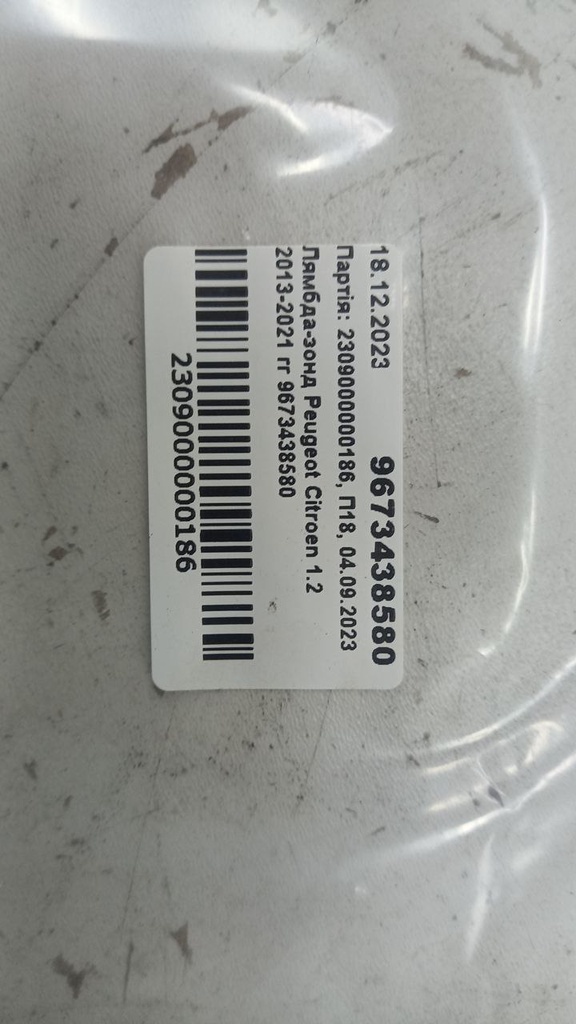 18.12.2023 9673438580
Партія: 2309000000186, П18, 04.09.2023
Лямбда-зонд Peugeot Citroen 1.2
2013-2021 гг 9673438580
2309000000186